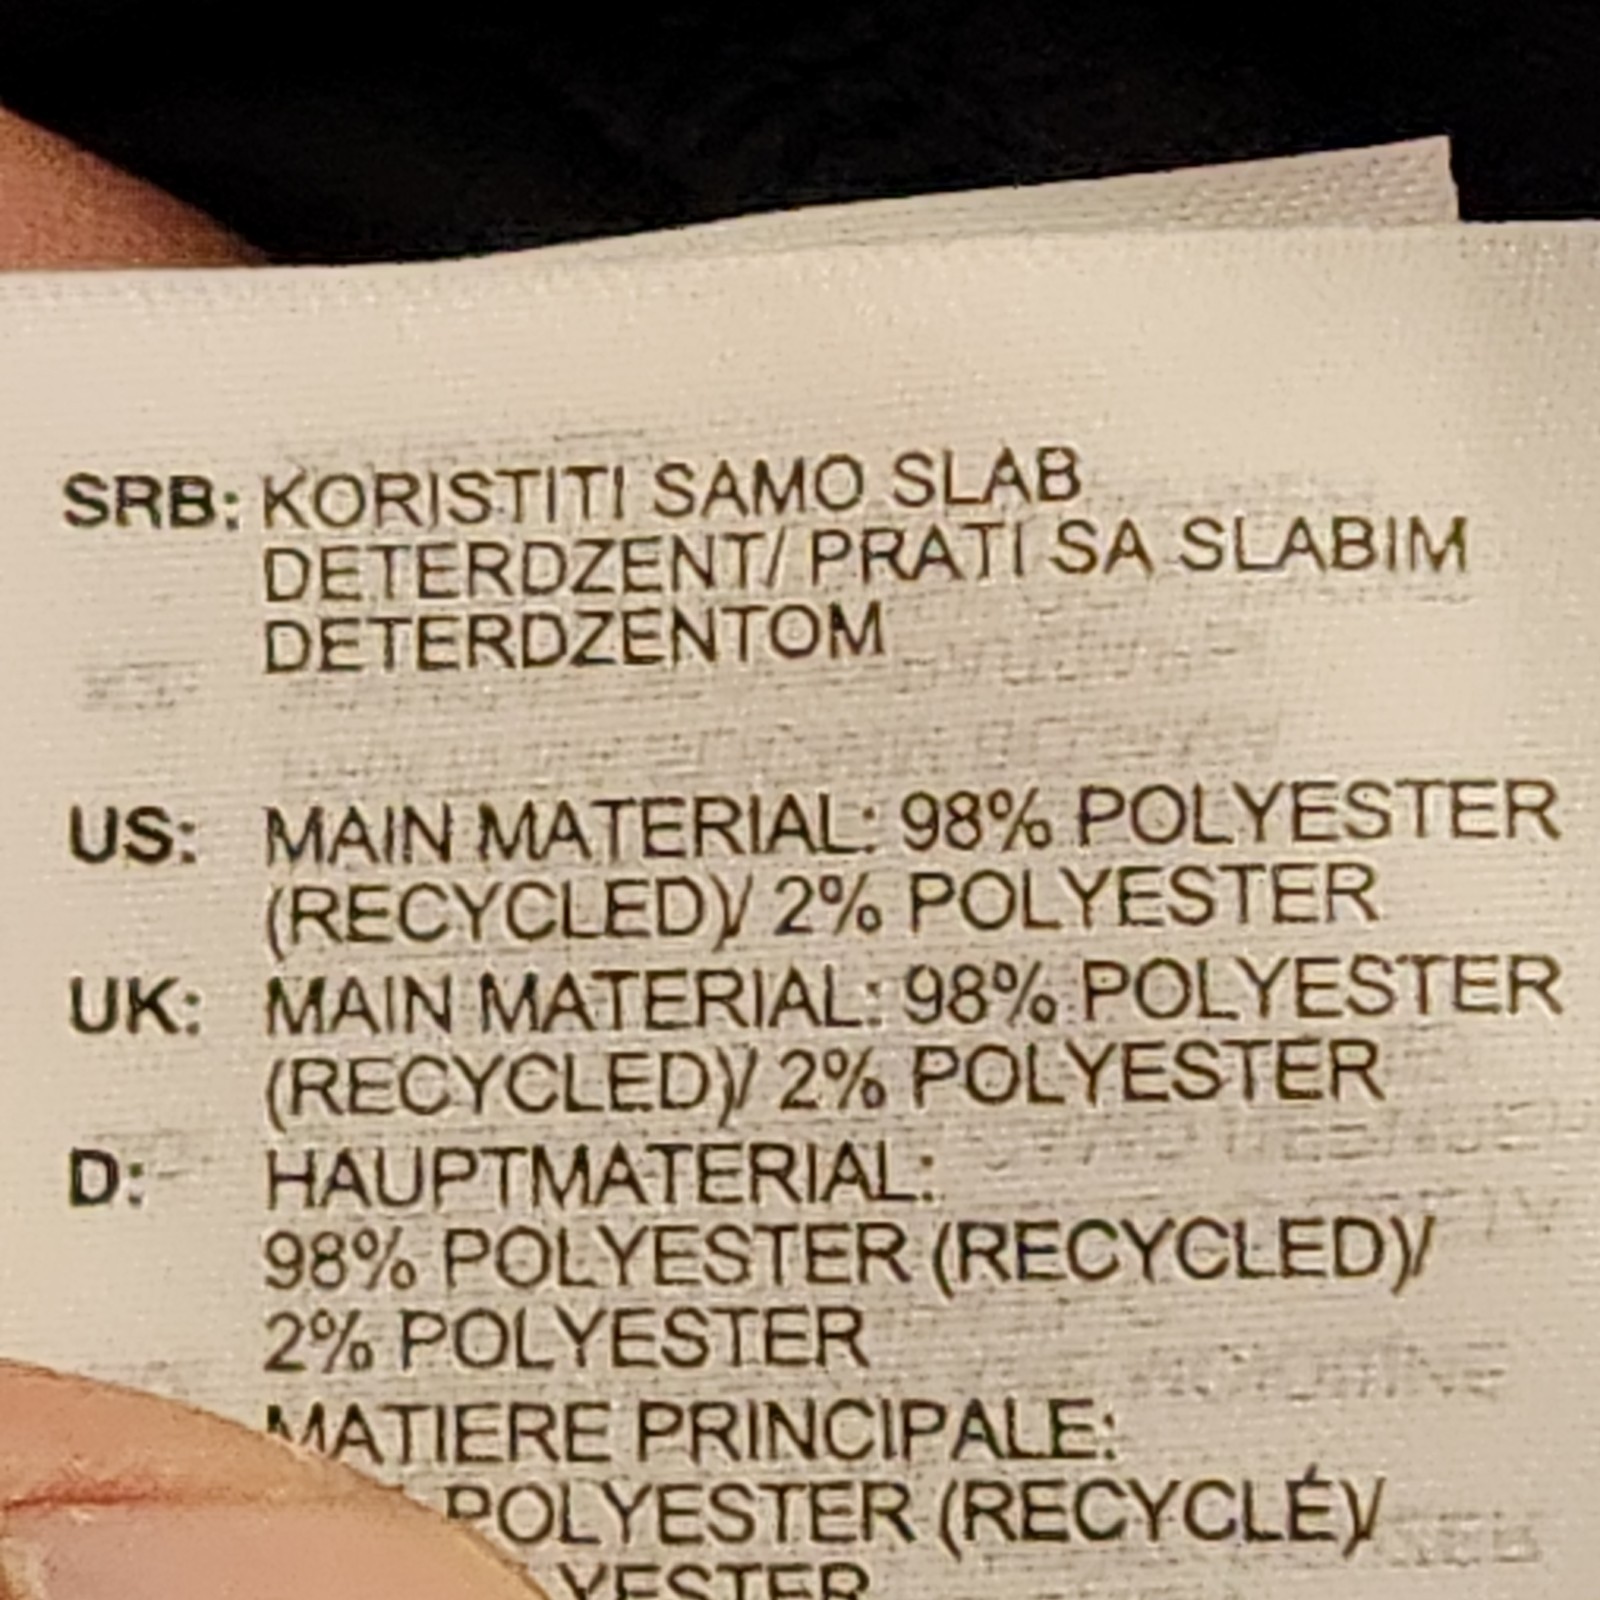 SRB: KORISTITI SAMO SLAB
DETERDZENT/ PRATI SA SLABIM
DETERDZENTOM
US: MAIN MATERIAL: 98% POLYESTER
(RECYCLED)/ 2% POLYESTER
UK: MAIN MATERIAL: 98% POLYESTER
(RECYCLED)/ 2% POLYESTER
D: HAUPTMATERIAL:
98% POLYESTER (RECYCLED)/
2% POLYESTER
MATIERE PRINCIPALE:
POLYESTER (RECYCLÉ)/